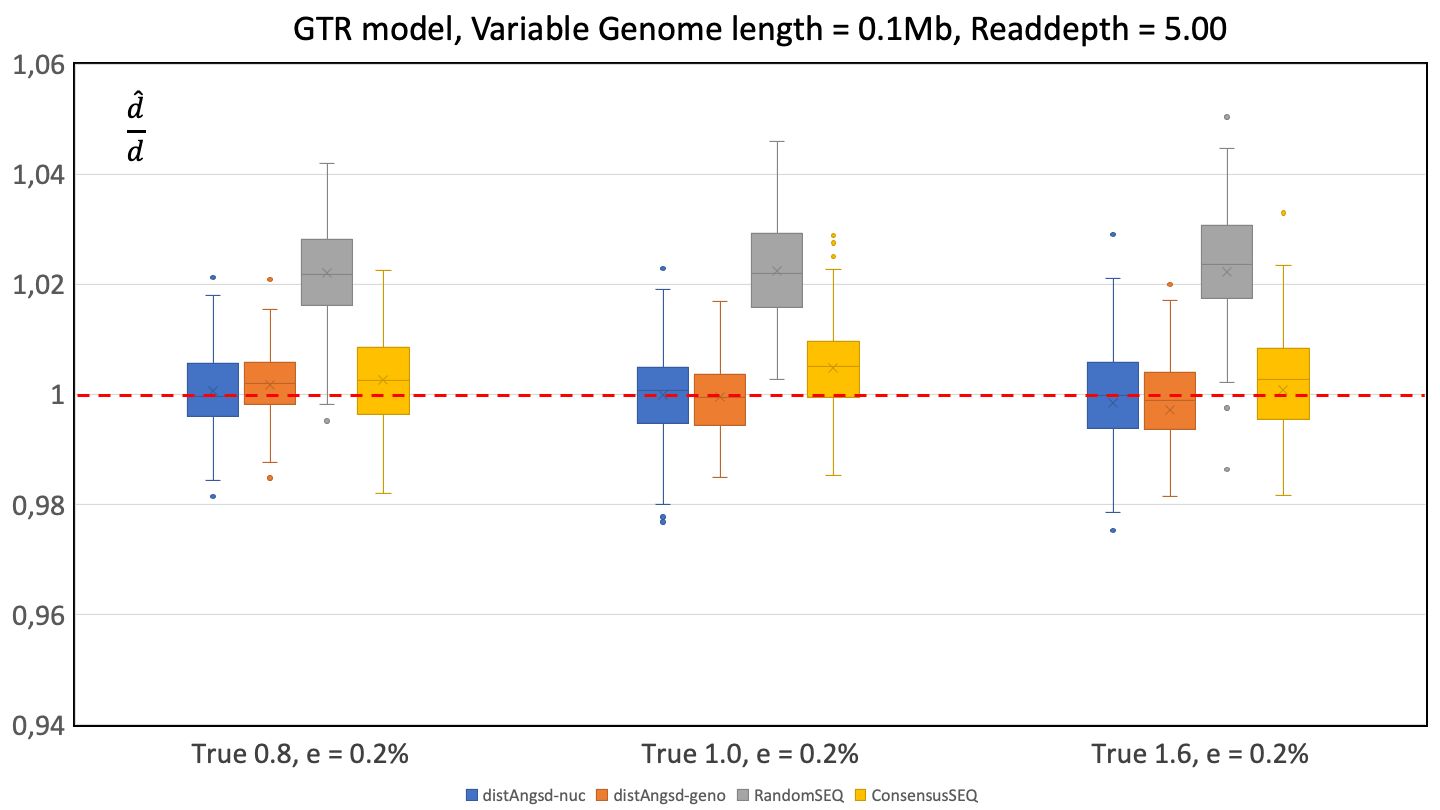 GTR model, Variable Genome length = 0.1Mb, Readdepth = 5.00
1,06
d̂
d
1,04
1,02
1
0,98
0,96
0,94
True 0.8, e = 0.2%
True 1.0, e = 0.2%
True 1.6, e = 0.2%
distAngsd-nuc
distAngsd-geno
RandomSEQ
ConsensusSEQ